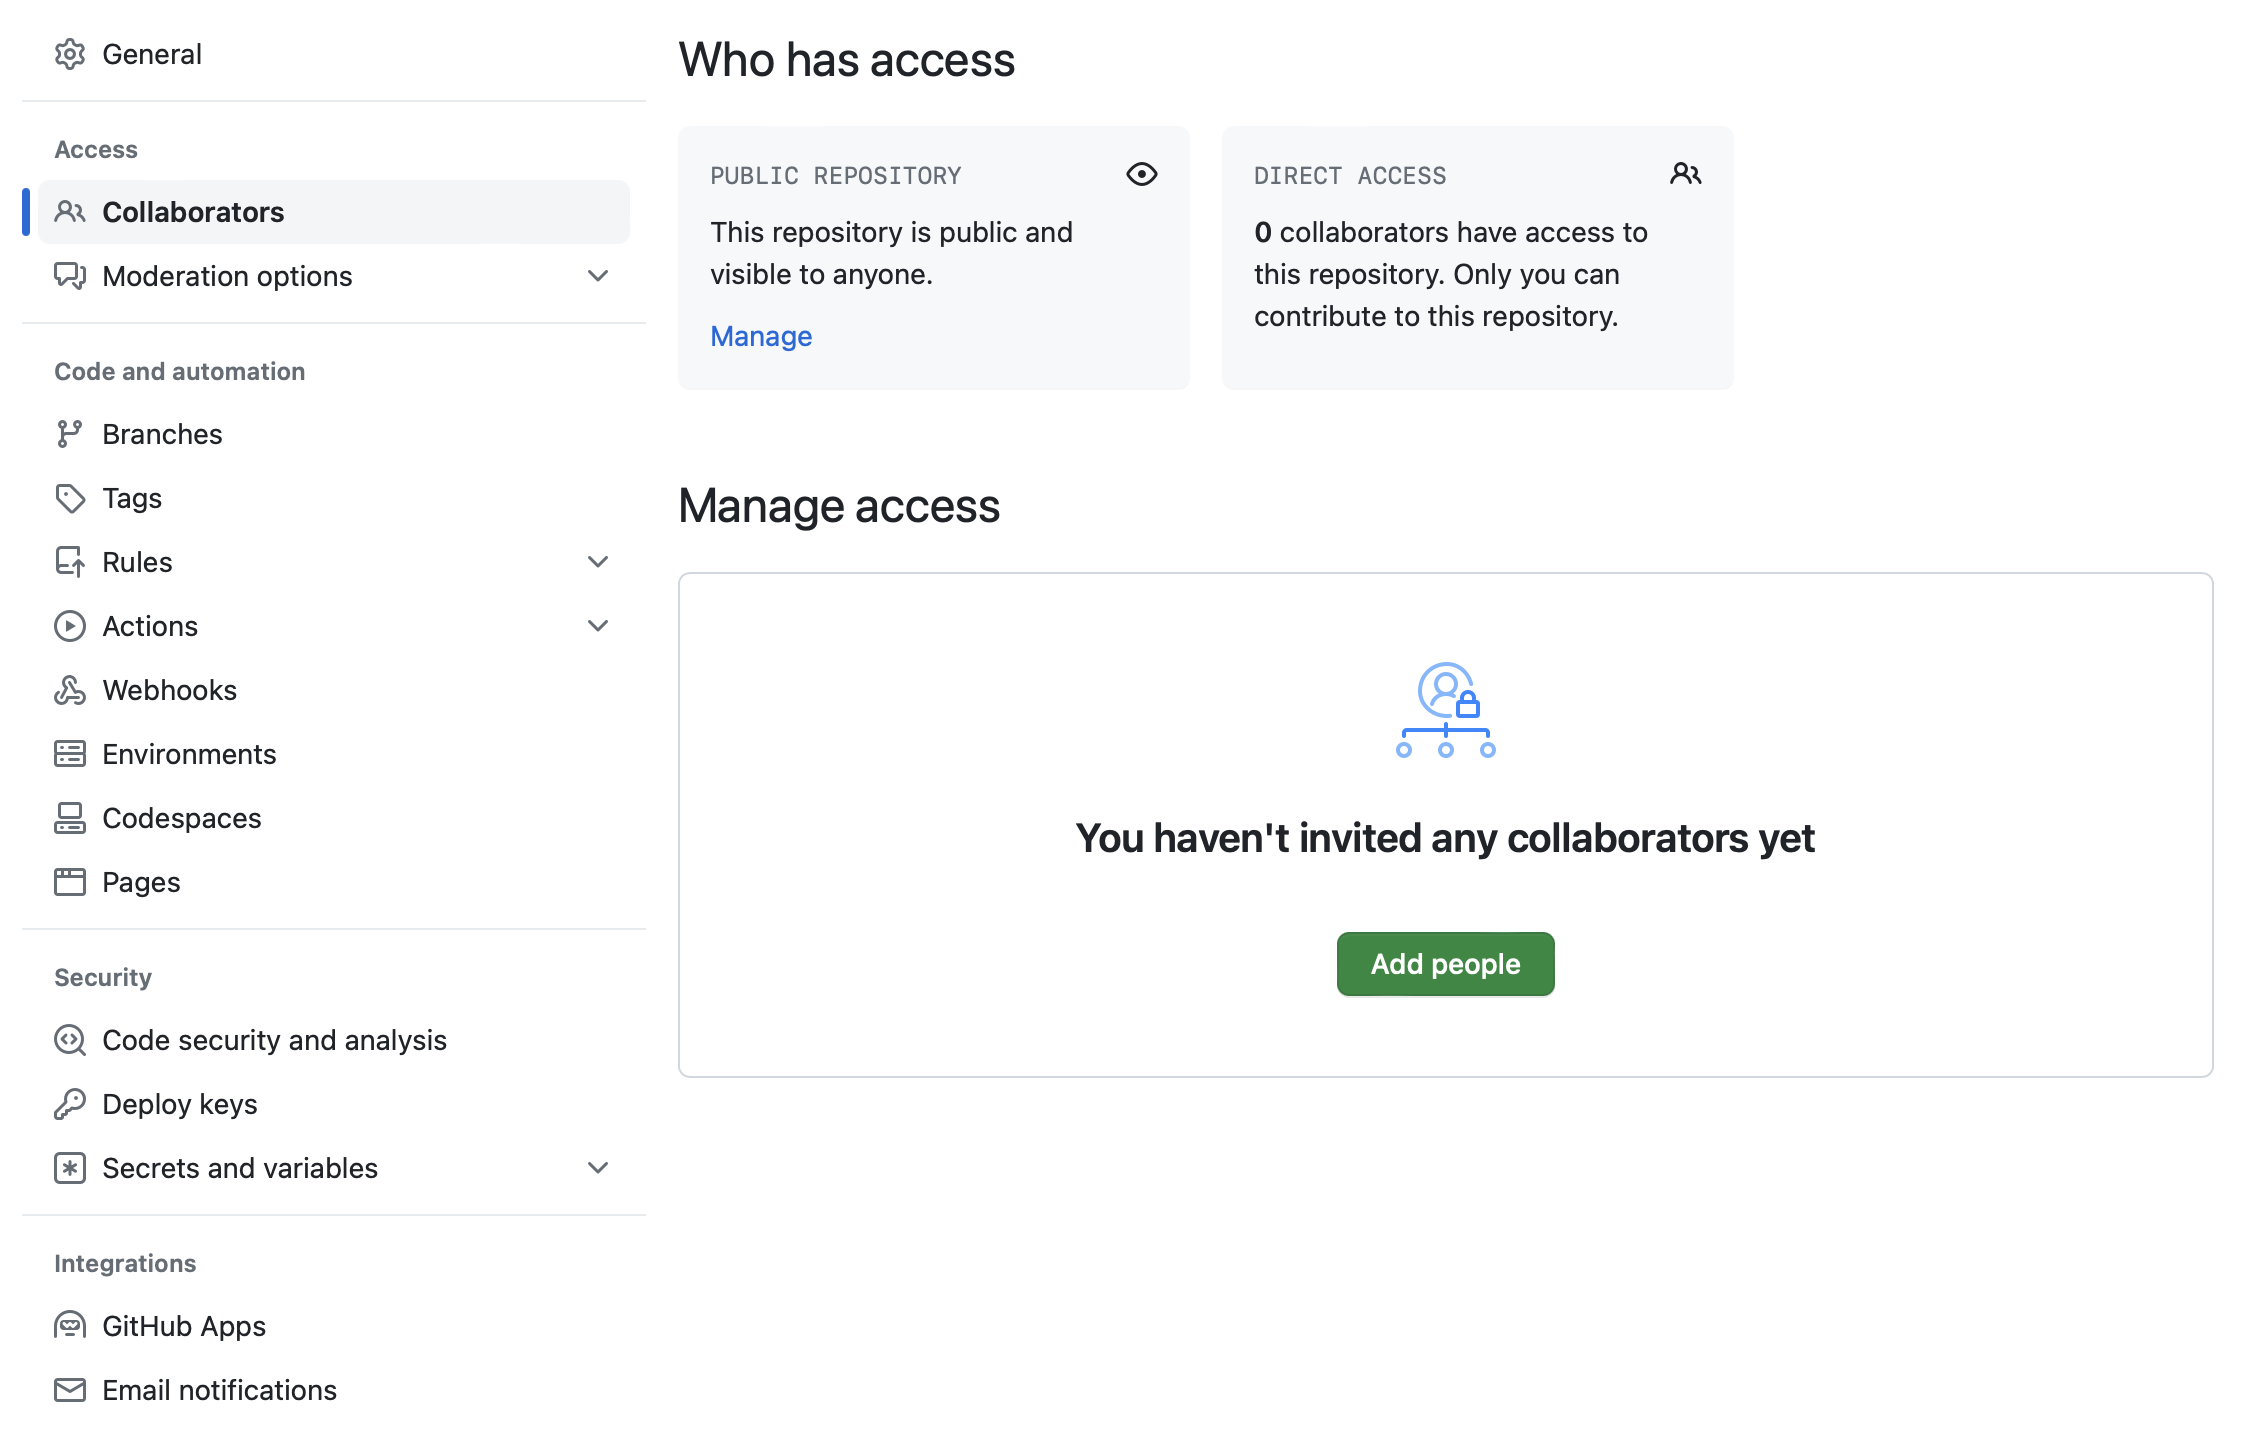 General
Access
Collaborators
Moderation options
Code and automation
Branches
Tags
Rules
Actions
Webhooks
Environments
Codespaces
Pages
Security
Code security and analysis
Deploy keys
Secrets and variables
Integrations
GitHub Apps
Email notifications
Who has access
PUBLIC REPOSITORY
This repository is public and
visible to anyone.
Manage
DIRECT ACCESS
0 collaborators have access to
this repository. Only you can
contribute to this repository.
Manage access
You haven't invited any collaborators yet
Add people